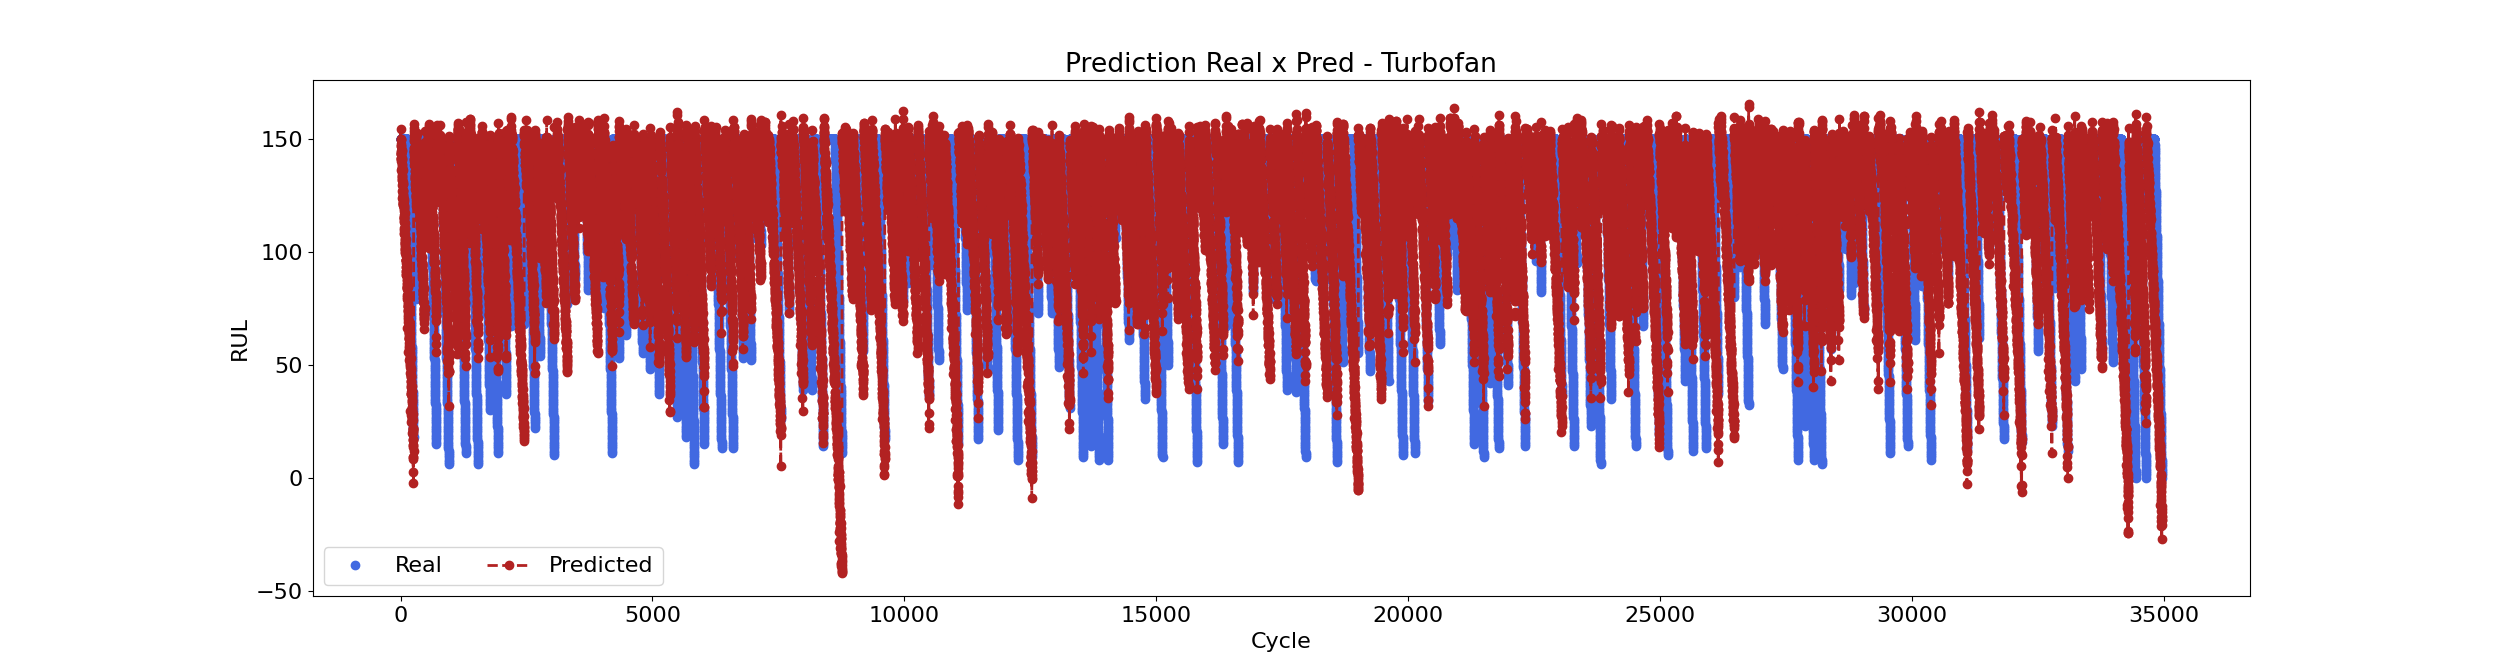 Prediction Real x Pred - Turbofan
RUL
150
100
50
0
−50
Real
Predicted
0 5000 10000 15000 20000 25000 30000 35000
Cycle